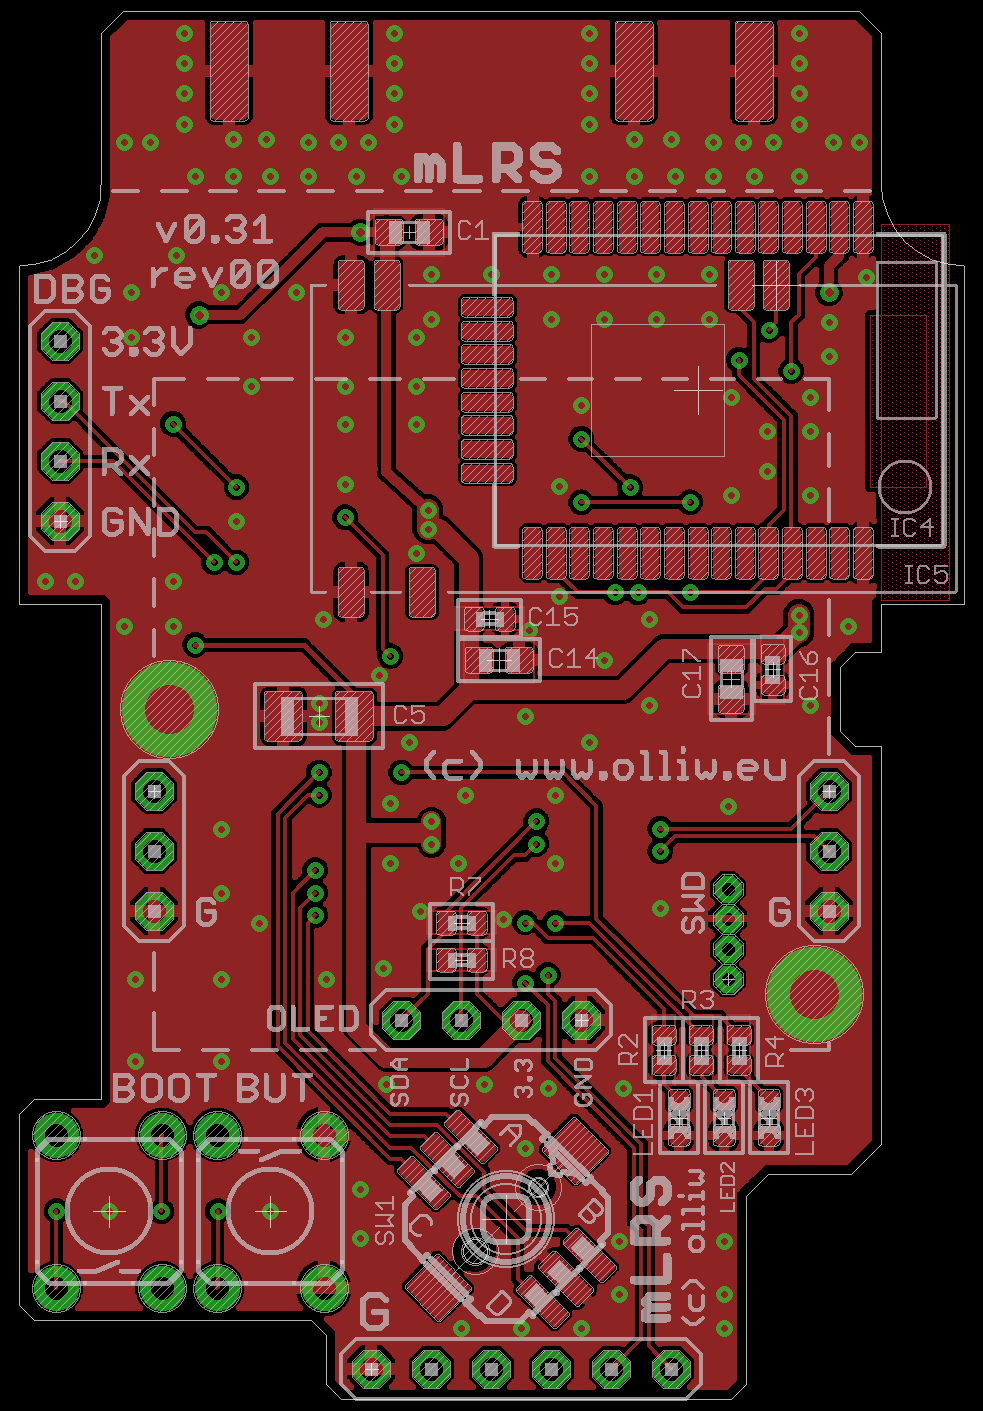 mLRS
v0.31
rev00
C1
DBG
3.3V
Tx
Rx
GND
IC4
IC5
C15
C14
C17
C16
C5
(c) www.olliw.eu
R7
R8
SWD
G
G
OLED
SDA
SCL
3.3
GND
R3
R2
R4
LED1
LED2
LED3
BOOT
BUT
SW1
A
B
C
D
mLRS
(c) olliw
G